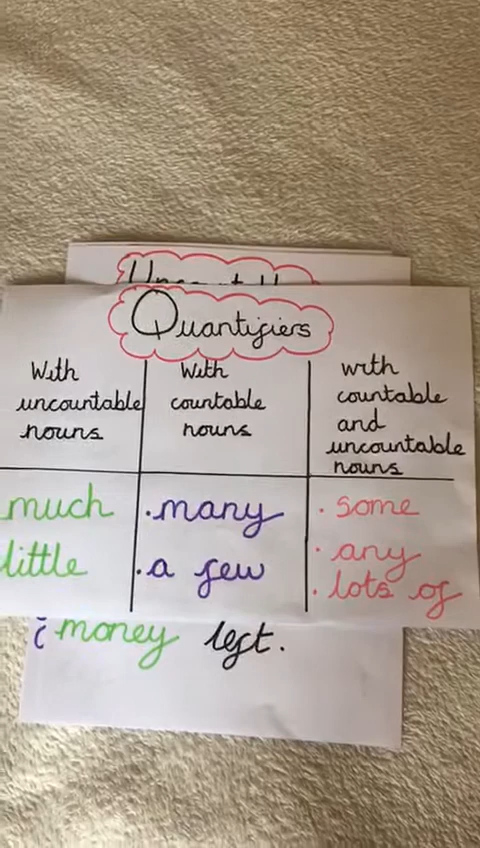 Quantifiers
With
uncountable
nouns
With
countable
nouns
with
countable
and
uncountable
nouns
much
little
• many
• a few
• some
• any
• lots of
money left.